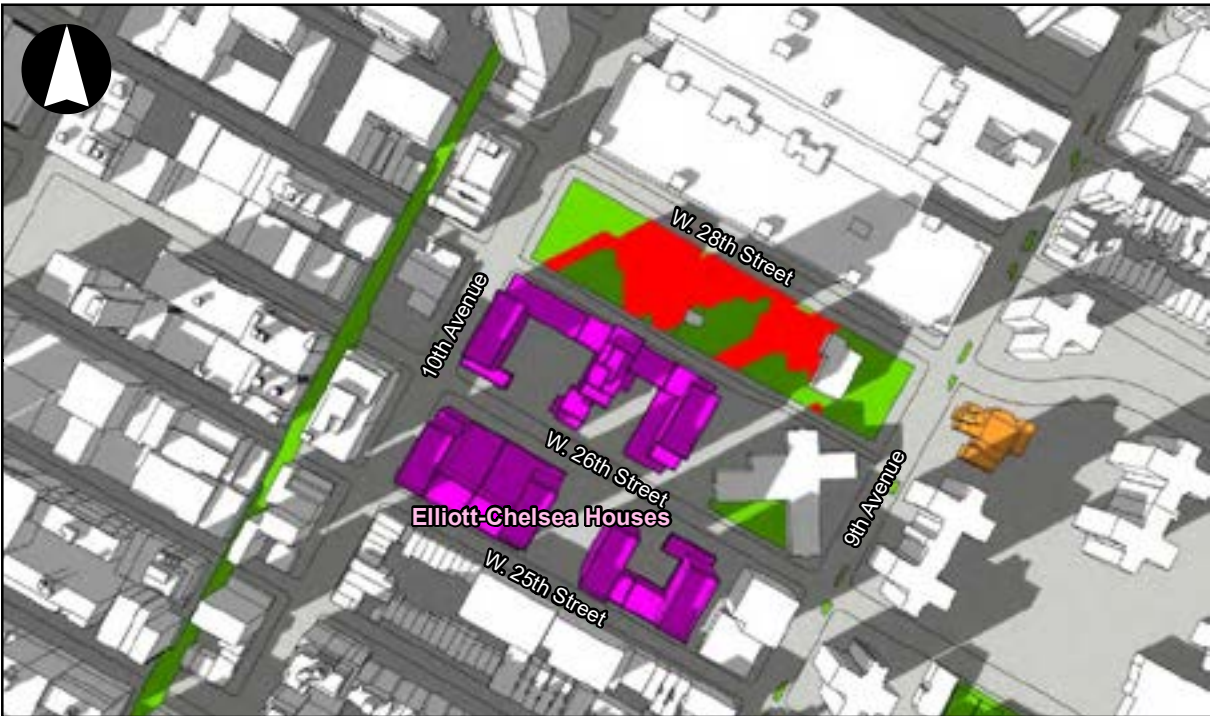 W. 28th Street
10th Avenue
W. 26th Street
9th Avenue
Elliott-Chelsea Houses
W. 25th Street